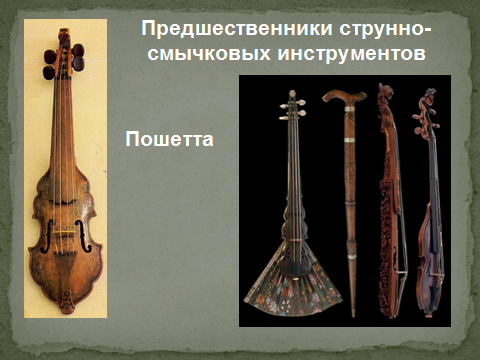 Предшественники струнно-
смычковых инструментов
Пошетта